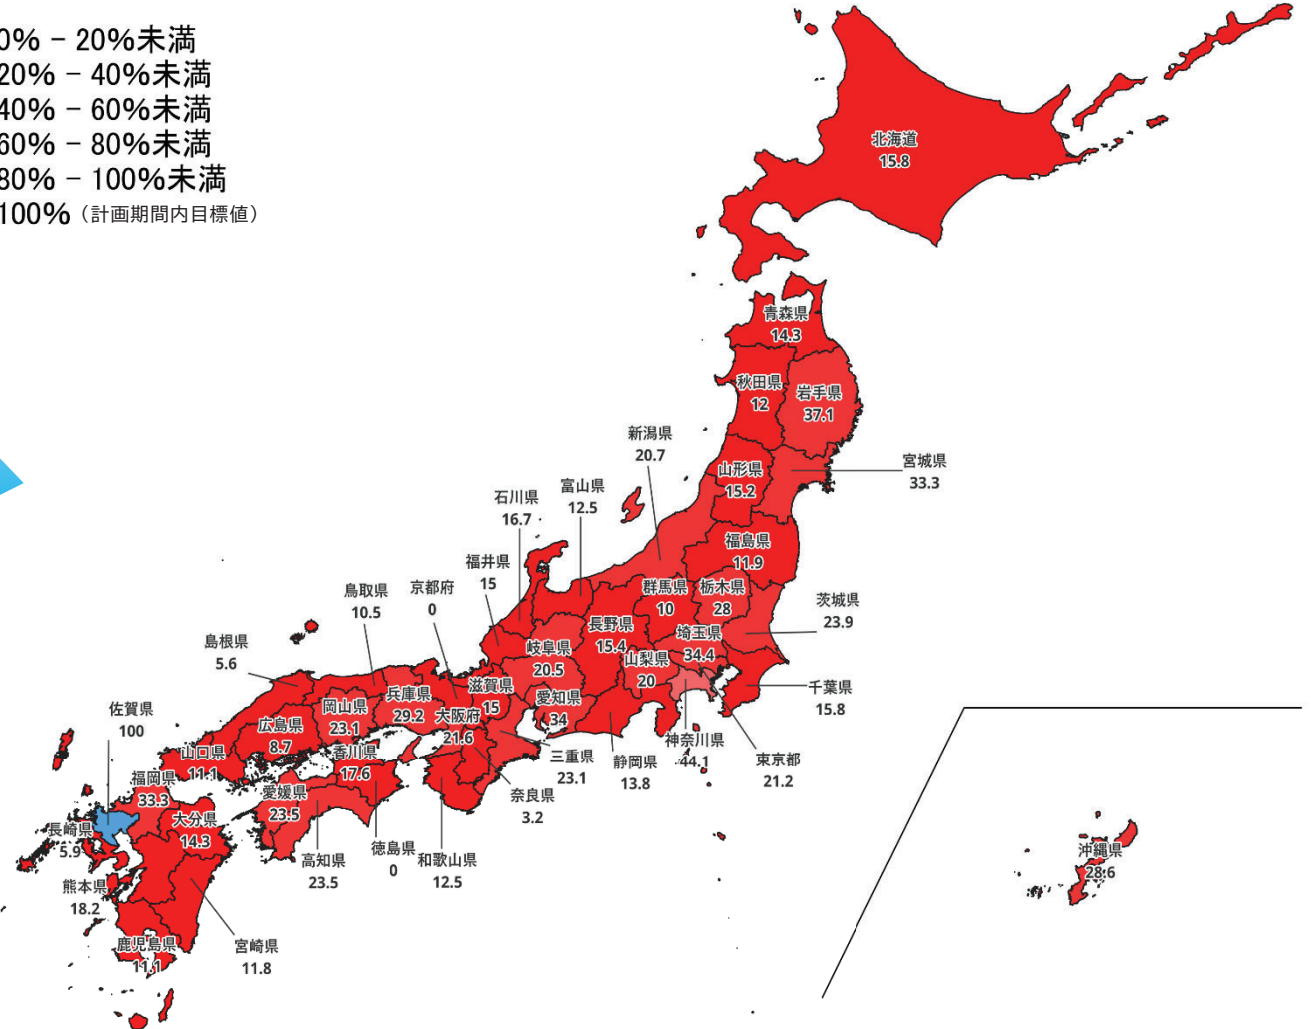 0% − 20%未満
20% − 40%未満
40% − 60%未満
60% − 80%未満
80% − 100%未満
100%（計画期間内目標値）
北海道
15.8
青森県
14.3
秋田県
12
岩手県
37.1
新潟県
20.7
山形県
15.2
宮城県
33.3
石川県
16.7
富山県
12.5
福島県
11.9
福井県
15
群馬県
10
栃木県
28
茨城県
23.9
鳥取県
10.5
京都府
0
長野県
15.4
埼玉県
34.4
島根県
5.6
岐阜県
20.5
山梨県
20
千葉県
15.8
滋賀県
15
兵庫県
29.2
岡山県
23.1
愛知県
34
佐賀県
100
広島県
8.7
大阪府
21.6
神奈川県
44.1
東京都
21.2
山口県
11.1
香川県
17.6
三重県
23.1
静岡県
13.8
福岡県
33.3
愛媛県
23.5
奈良県
3.2
大分県
14.3
長崎県
5.9
高知県
23.5
徳島県
0
和歌山県
12.5
沖縄県
28.6
熊本県
18.2
鹿児島県
11.1
宮崎県
11.8